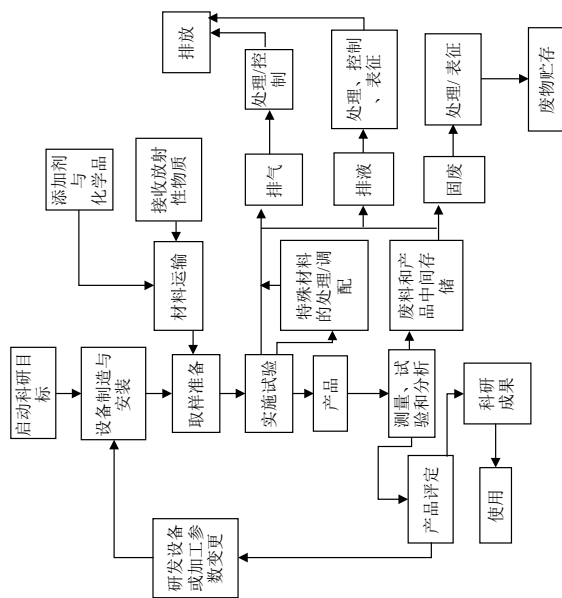 启动科研目
标
添加剂
与
化学品
设备制造与
安装
接收放射
性物质
材料运输
研发设备
或加工参
数变更
取样准备
实施试验
排气
处理/控
制
排放
特殊材料
的处理/调
配
产品
排液
处理、控制
、表征
测量、试
验和分析
废料和产
品中间存
储
固废
处理/ 表征
产品评定
科研
成果
使用
废物贮存